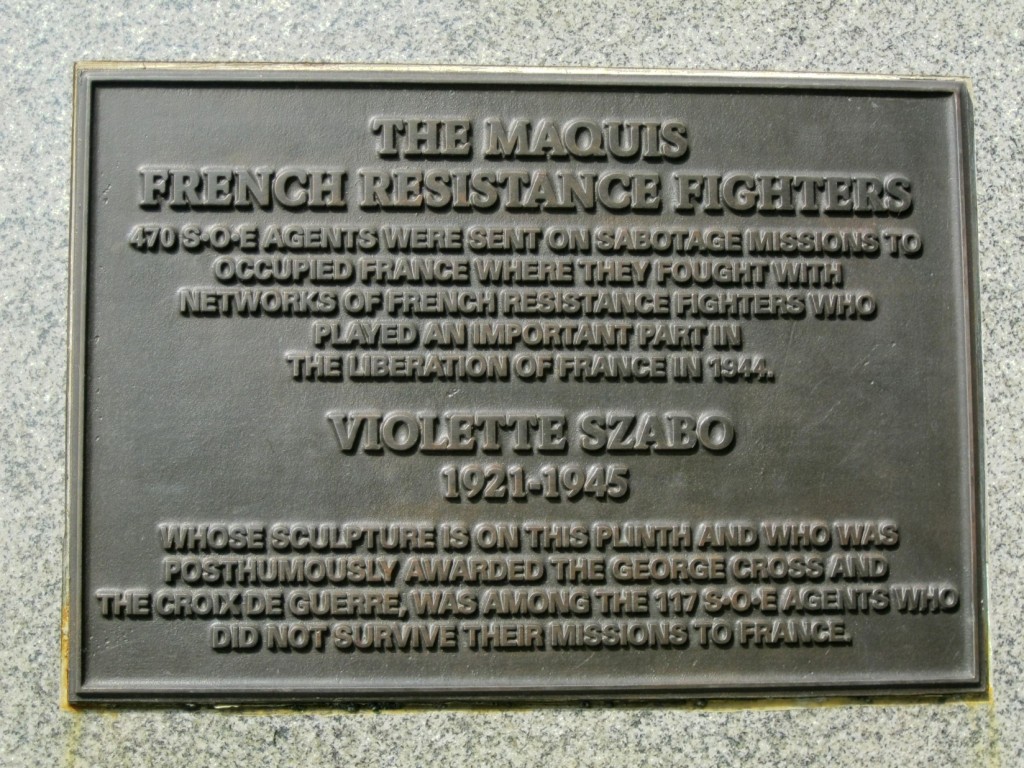 THE MAQUIS
FRENCH RESISTANCE FIGHTERS
470 S•O•E AGENTS WERE SENT ON SABOTAGE MISSIONS TO
OCCUPIED FRANCE WHERE THEY FOUGHT WITH
NETWORKS OF FRENCH RESISTANCE FIGHTERS WHO
PLAYED AN IMPORTANT PART IN
THE LIBERATION OF FRANCE IN 1944.
VIOLETTE SZABO
1921-1945
WHOSE SCULPTURE IS ON THIS PLINTH AND WHO WAS
POSTHUMOUSLY AWARDED THE GEORGE CROSS AND
THE CROIX DE GUERRE, WAS AMONG THE 117 S•O•E AGENTS WHO
DID NOT SURVIVE THEIR MISSIONS TO FRANCE.